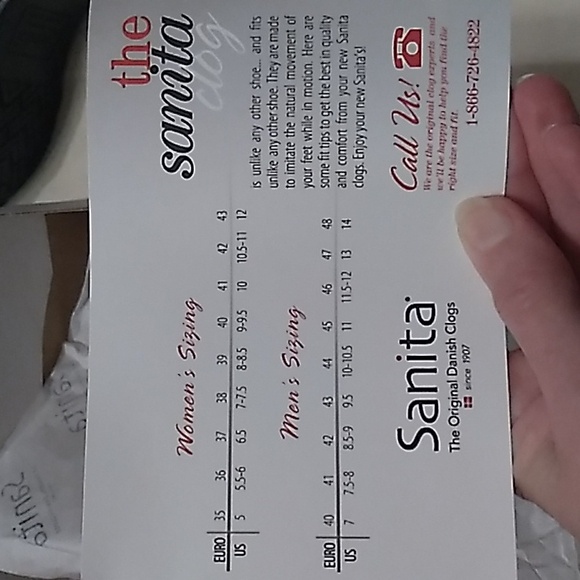 the
sanita
clog
is unlike any other shoe.... and fits
unlike any other shoe. They are made
to imitate the natural movement of
your feet while in motion. Here are
some fit tips to get the best in quality
and comfort from your new Sanita
clogs. Enjoy your new Sanita's!
Call Us!
We are the original clog experts and
we'll be happy to help you find the
right size and fit.
1-866-726-4822
Women's Sizing
EURO 35 36 37 38 39 40 41 42 43
US 5 5.5-6 6.5 7-7.5 8-8.5 9-9.5 10 10.5-11 12
Men's Sizing
EURO 40 41 42 43 44 45 46 47 48
US 7 7.5-8 8.5-9 9.5 10-10.5 11 11.5-12 13 14
Sanita
The Original Danish Clogs
since 1907